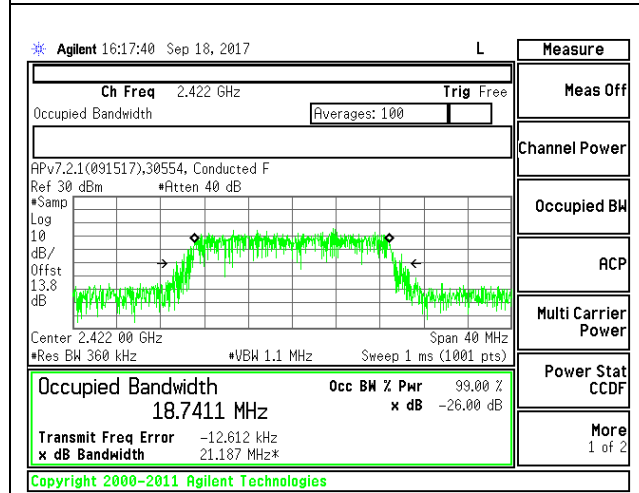 Agilent 16:17:40 Sep 18, 2017 L
Measure
Ch Freq 2.422 GHz Trig Free
Occupied Bandwidth Averages: 100
APv7.2.1(091517),30554, Conducted F
Ref 30 dBm #Atten 40 dB
#Samp
Log
10
dB/
Offst
13.8
dB
Center 2.422 00 GHz Span 40 MHz
#Res BW 360 kHz #VBW 1.1 MHz Sweep 1 ms (1001 pts)
Occupied Bandwidth Occ BW % Pwr 99.00 %
18.7411 MHz x dB -26.00 dB
Transmit Freq Error -12.612 kHz
x dB Bandwidth 21.187 MHz*
Copyright 2000-2011 Agilent Technologies
Meas Off
Channel Power
Occupied BW
ACP
Multi Carrier
Power
Power Stat
CCDF
More
1 of 2